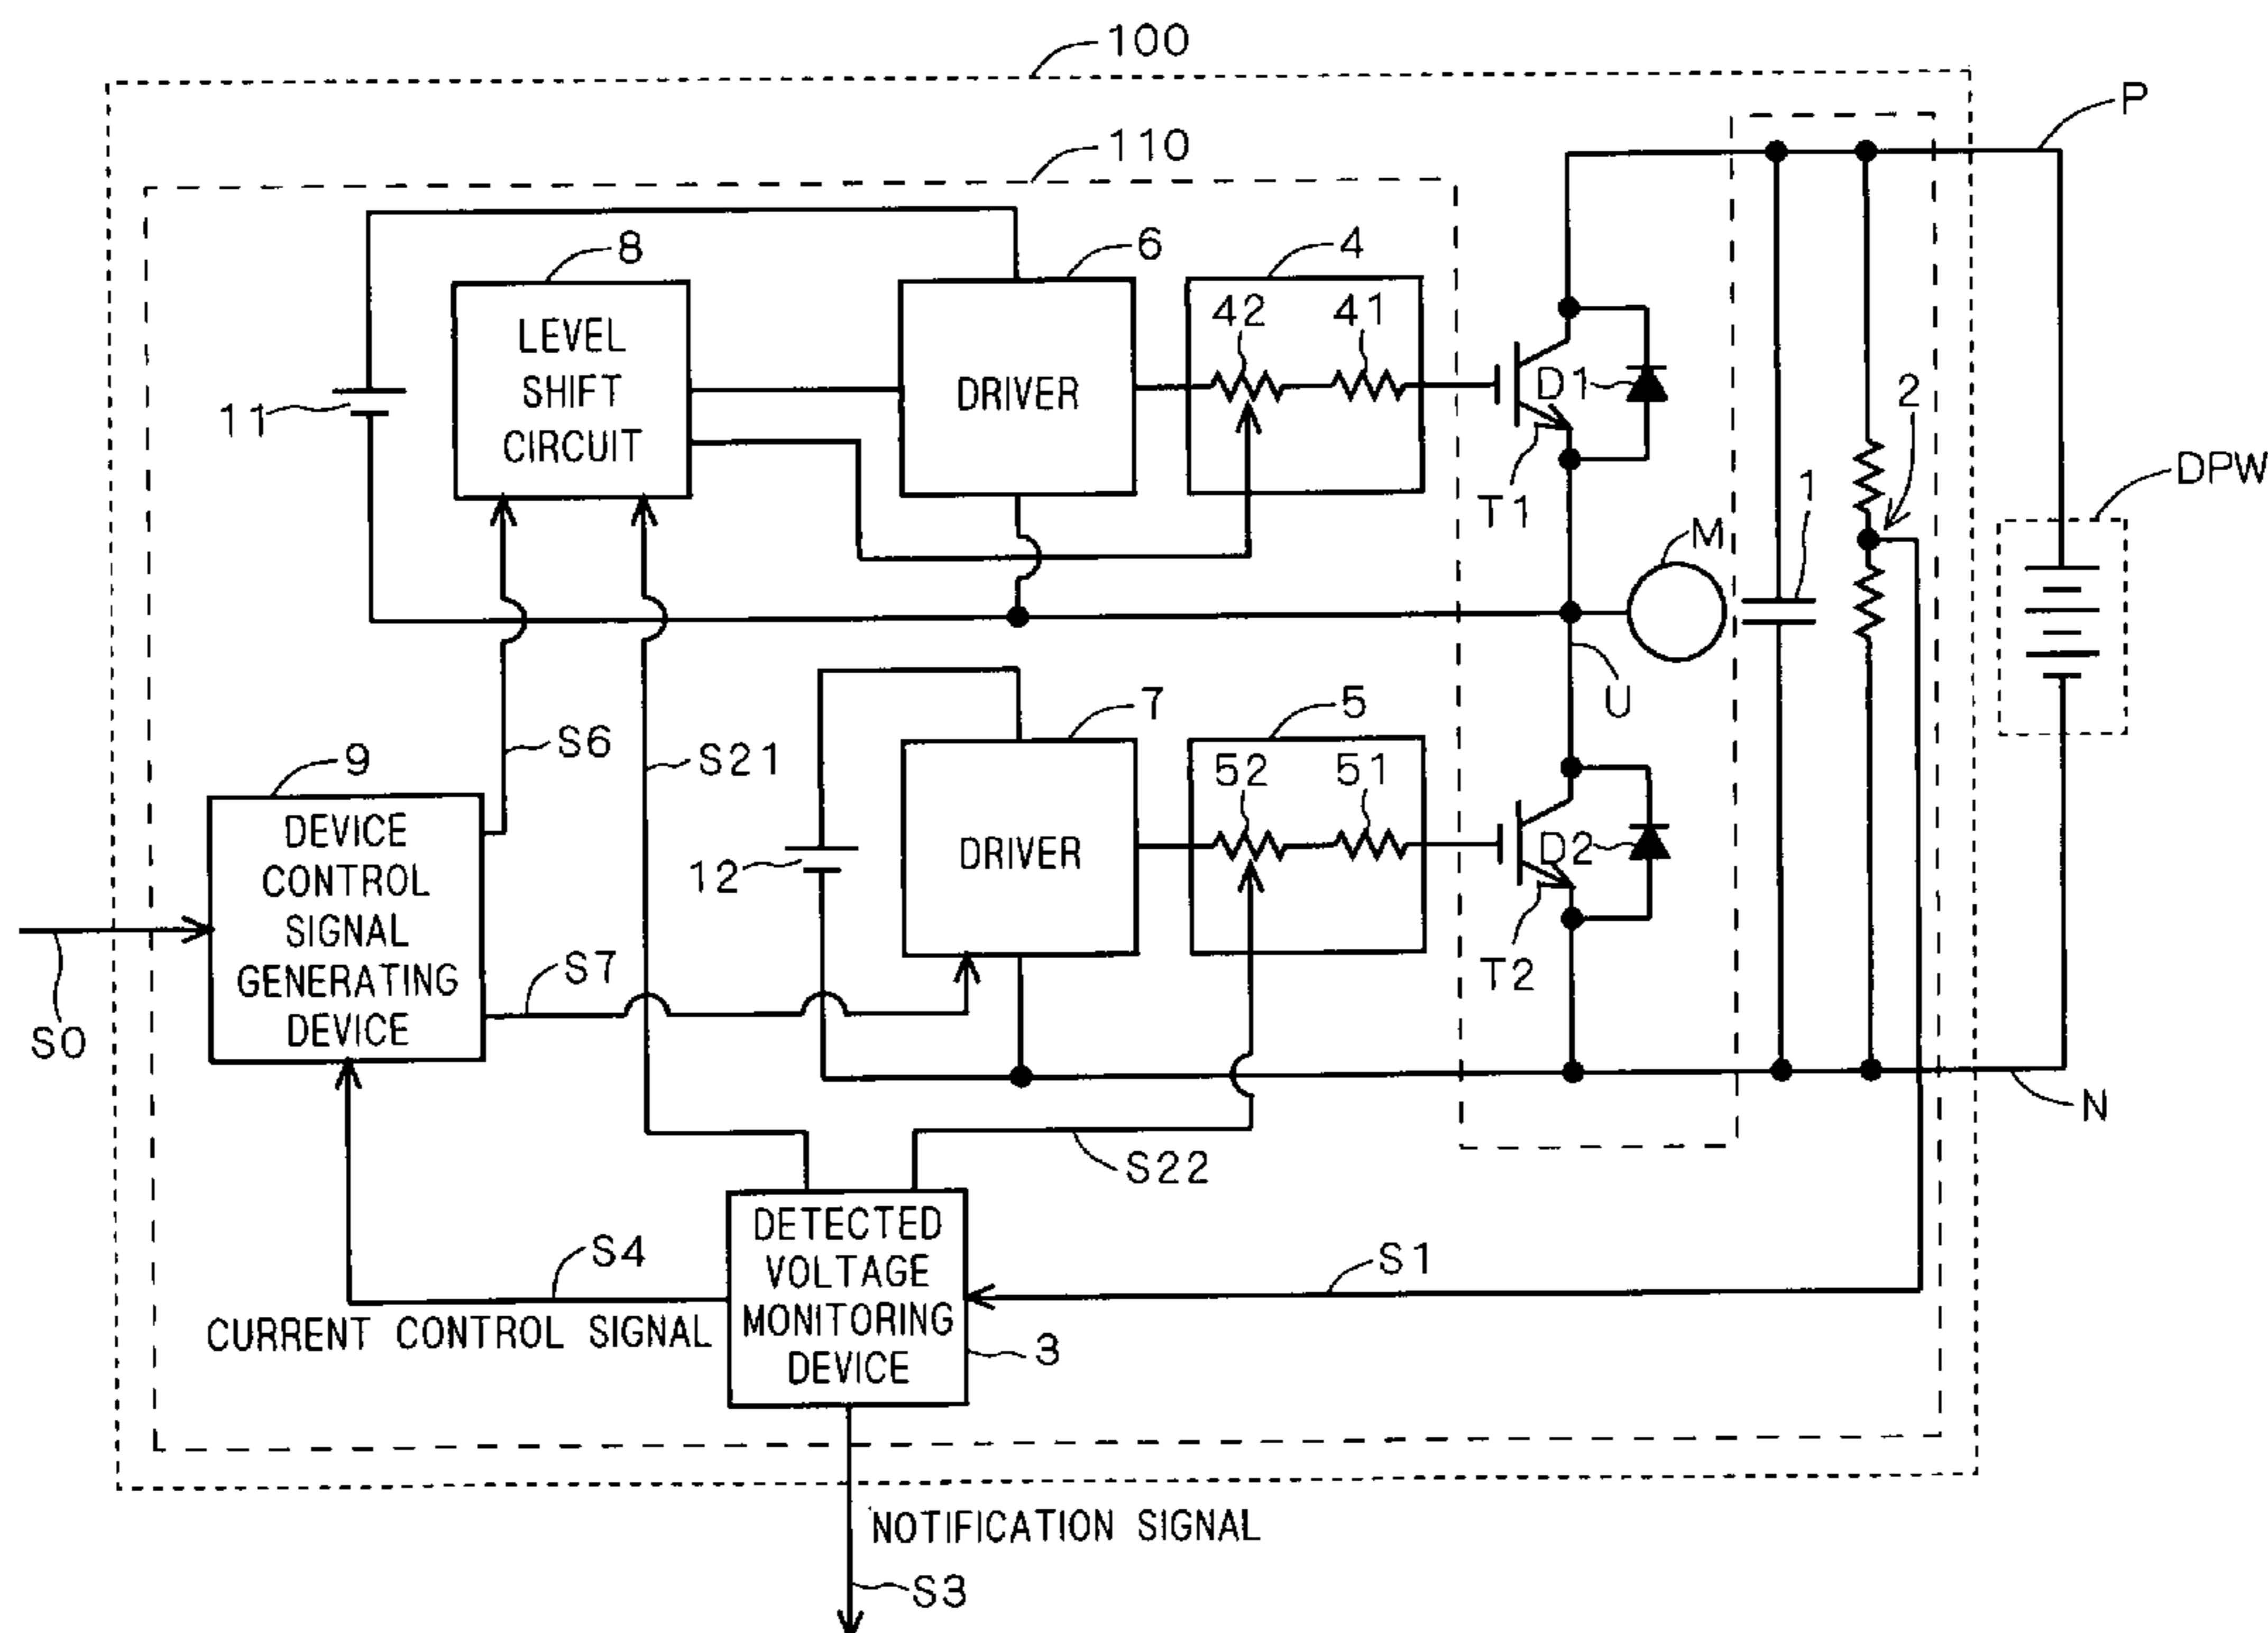 100
P
110
8
6
4
LEVEL
SHIFT
CIRCUIT
DRIVER
42
41
D1
2
11
T1
1
DPW
M
U
S6
S21
7
5
9
52
51
DEVICE
CONTROL
SIGNAL
GENERATING
DEVICE
DRIVER
12
D2
T2
S0
S7
N
S22
DETECTED
VOLTAGE
MONITORING
DEVICE
S4
S1
CURRENT CONTROL SIGNAL
3
NOTIFICATION SIGNAL
S3